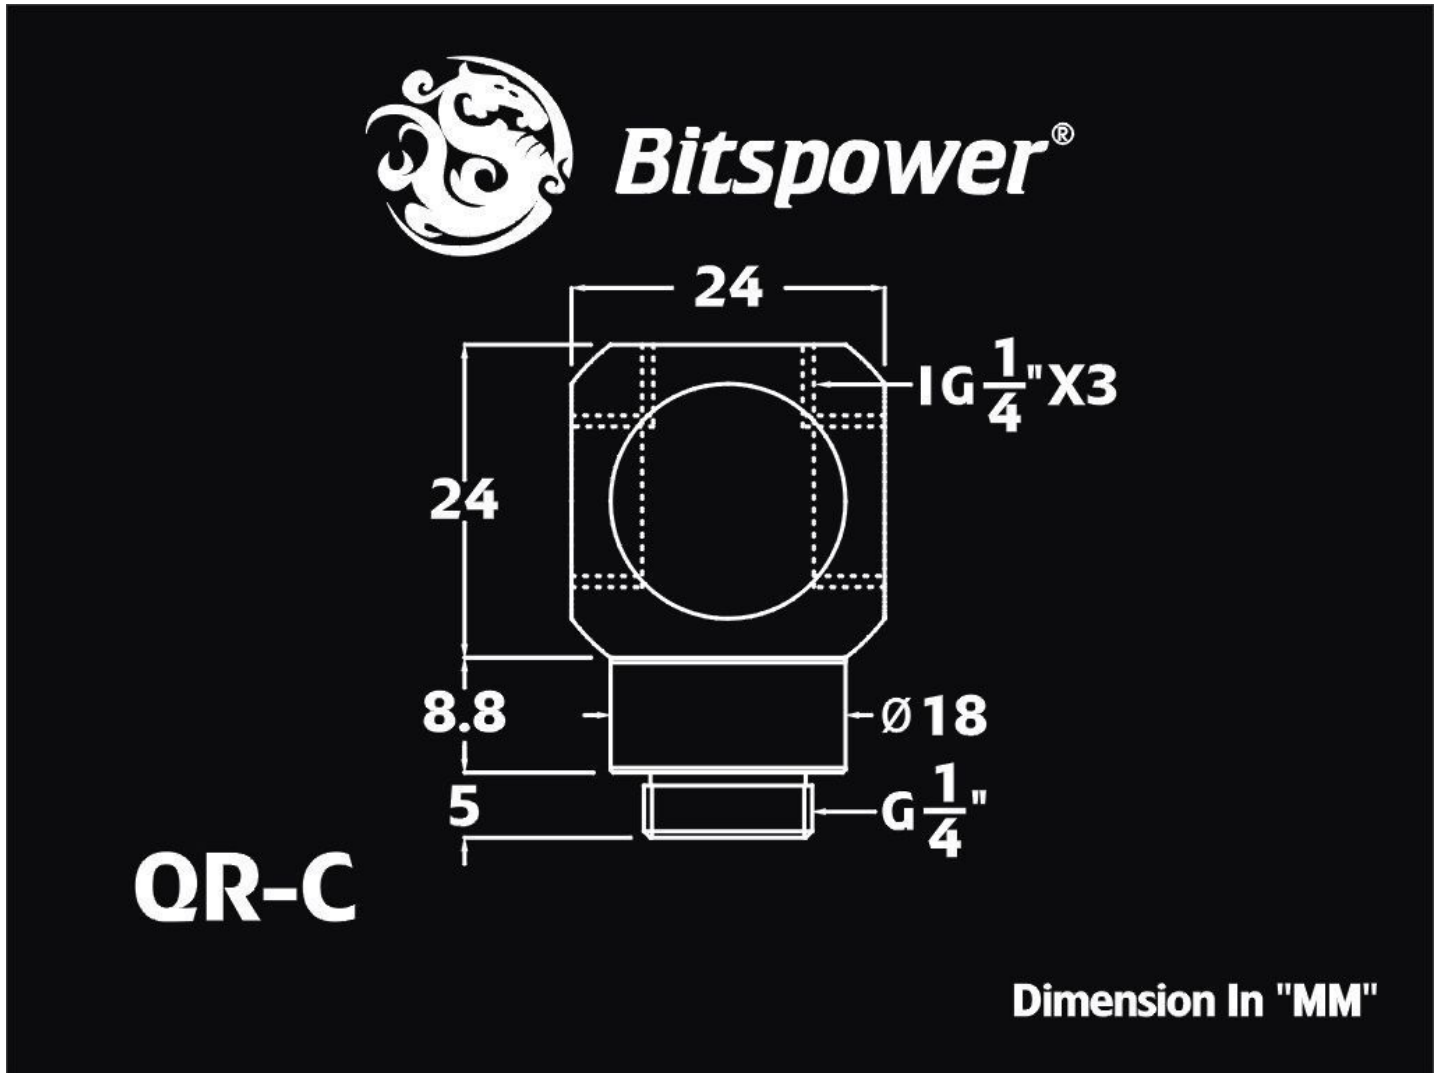 Bitspower®
24
IG 1/4"X3
24
8.8
Ø18
5
G 1/4"
QR-C
Dimension In "MM"